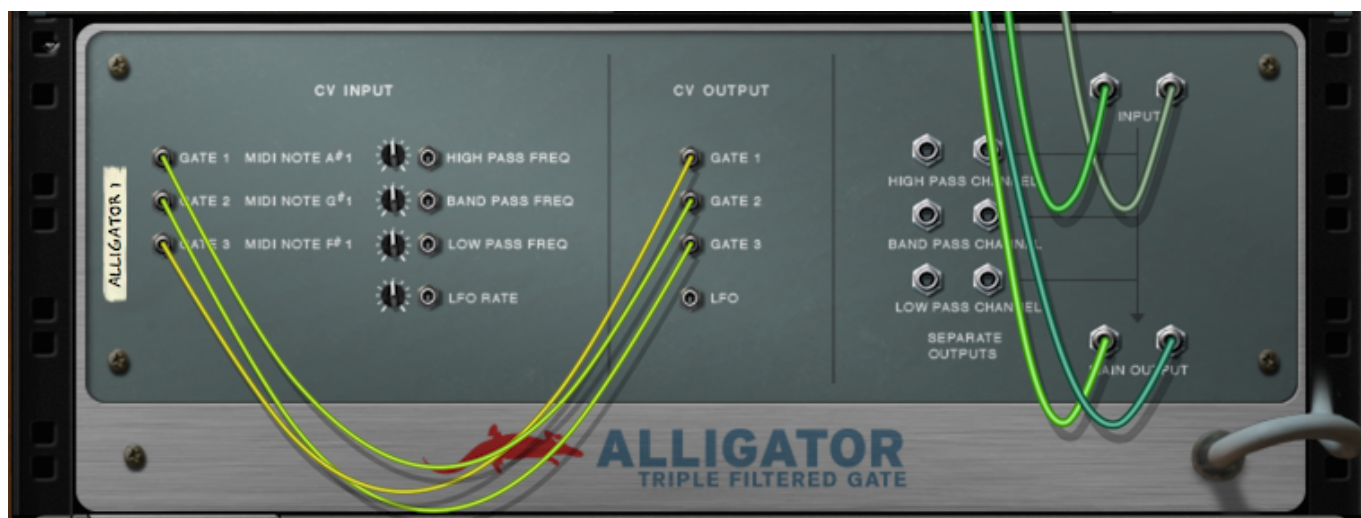 CV INPUT
CV OUTPUT
INPUT
GATE 1 MIDI NOTE A#1
HIGH PASS FREQ
GATE 1
HIGH PASS CHANNEL
GATE 2 MIDI NOTE G#1
BAND PASS FREQ
GATE 2
GATE 3 MIDI NOTE F#1
LOW PASS FREQ
GATE 3
BAND PASS CHANNEL
ALLIGATOR 1
LFO RATE
LFO
LOW PASS CHANNEL
SEPARATE
OUTPUTS
MAIN OUTPUT
ALLIGATOR
TRIPLE FILTERED GATE